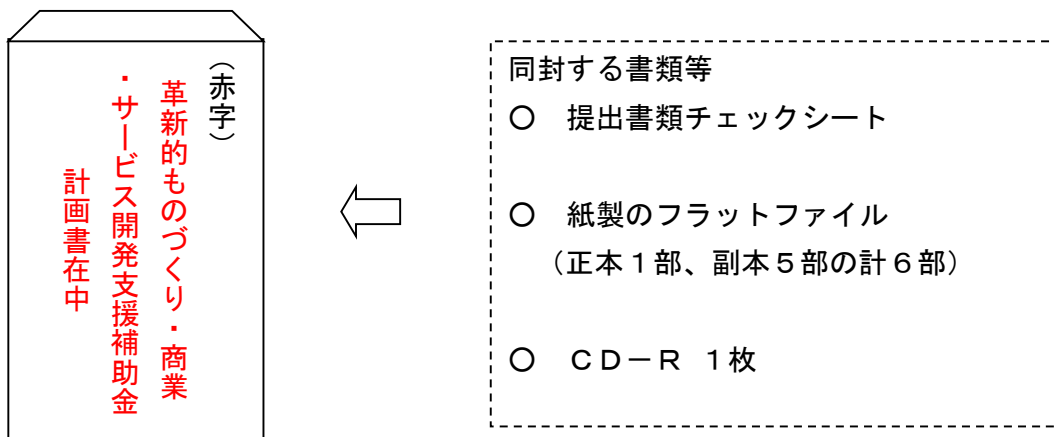 （赤字）
革新的ものづくり・商業
・サービス開発支援補助金
計画書在中
同封する書類等
○　提出書類チェックシート
○　紙製のフラットファイル
（正本１部、副本５部の計６部）
○　ＣＤ－Ｒ １枚